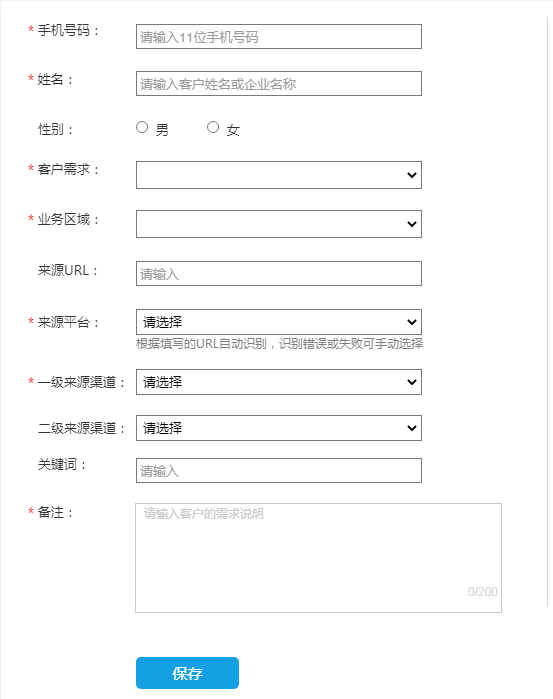 * 手机号码： 请输入11位手机号码
* 姓名： 请输入客户姓名或企业名称
性别： 男 女
* 客户需求：
* 业务区域：
来源URL： 请输入
* 来源平台： 请选择
根据填写的URL自动识别，识别错误或失败可手动选择
* 一级来源渠道： 请选择
二级来源渠道： 请选择
关键词： 请输入
* 备注： 请输入客户的需求说明
0/200
保存